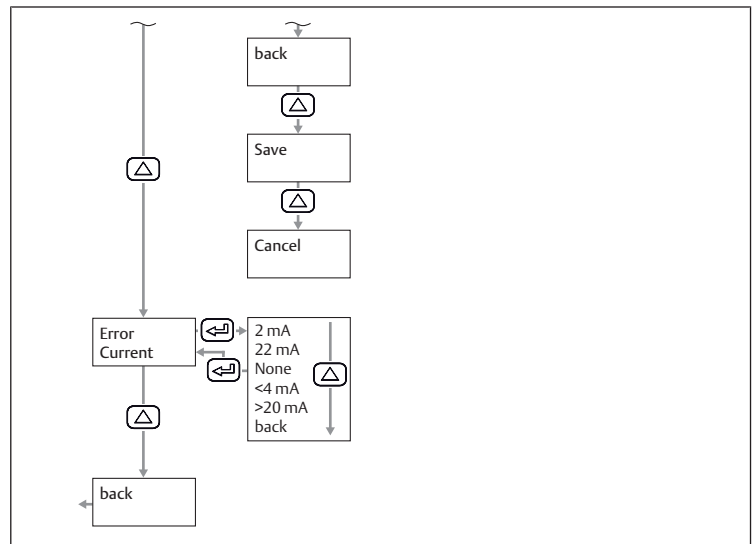 back
Save
Cancel
Error
Current
2 mA
22 mA
None
<4 mA
>20 mA
back
back